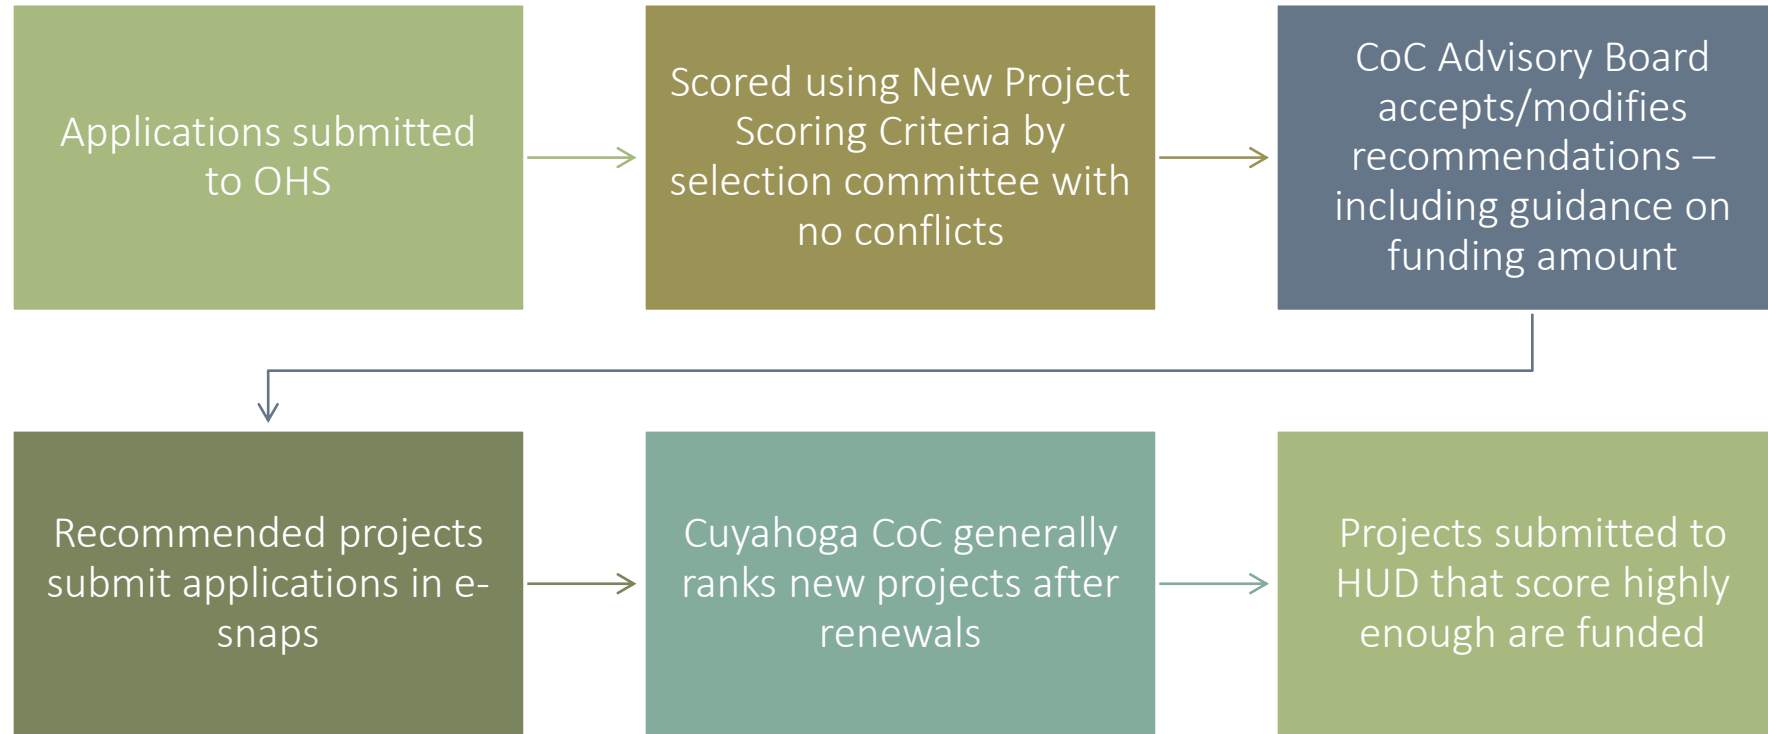 Applications submitted
to OHS
Scored using New Project
Scoring Criteria by
selection committee with
no conflicts
CoC Advisory Board
accepts/modifies
recommendations –
including guidance on
funding amount
Recommended projects
submit applications in e-
snaps
Cuyahoga CoC generally
ranks new projects after
renewals
Projects submitted to
HUD that score highly
enough are funded